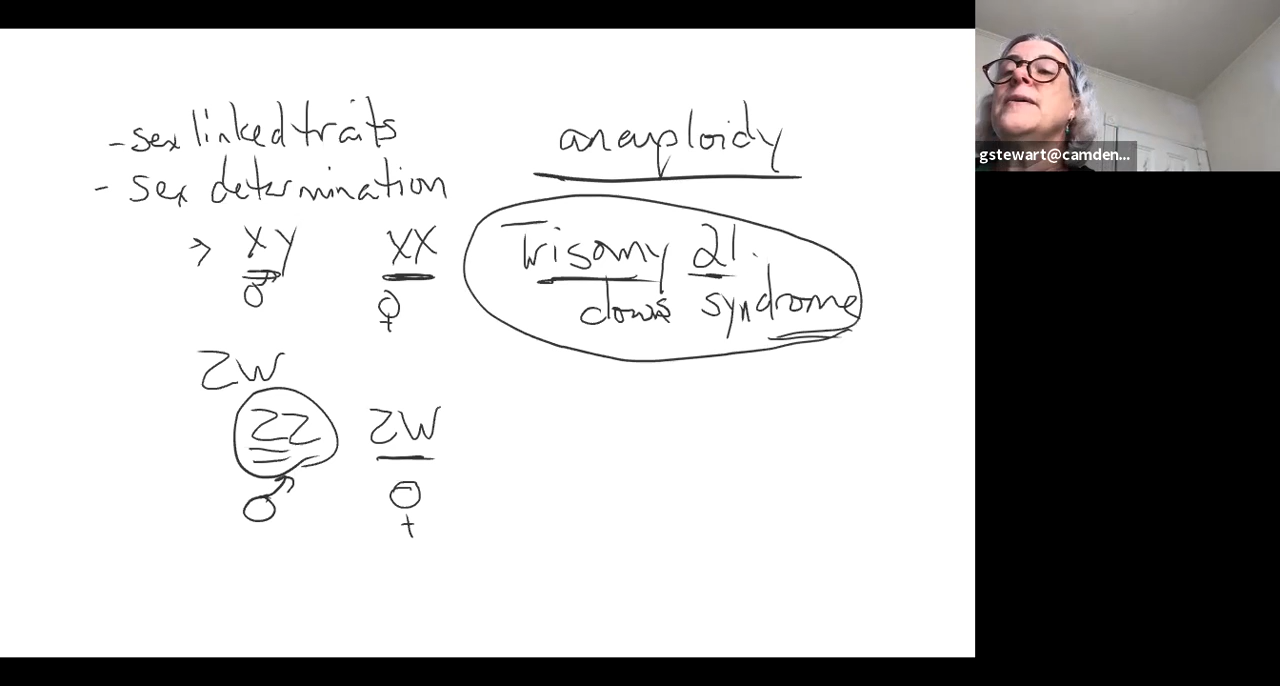 - sex linked traits
- sex determination
> XY XX
♂ ♀
ZW
ZZ ZW
♂ ♀
aneuploidy
Trisomy 21.
downs syndrome
gstewart@camden...